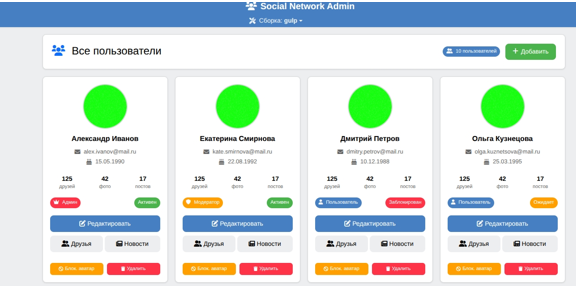 Social Network Admin
Сборка: gulp
Все пользователи
10 пользователей
+ Добавить
Александр Иванов
alex.ivanov@mail.ru
15.05.1990
125 42 17
друзей фото постов
Админ Активен
Редактировать
Друзья Новости
Блок. аватар Удалить
Екатерина Смирнова
kate.smirnova@mail.ru
22.08.1992
125 42 17
друзей фото постов
Модератор Активен
Редактировать
Друзья Новости
Блок. аватар Удалить
Дмитрий Петров
dmitry.petrov@mail.ru
10.12.1988
125 42 17
друзей фото постов
Пользователь Заблокирован
Редактировать
Друзья Новости
Блок. аватар Удалить
Ольга Кузнецова
olga.kuznetsova@mail.ru
25.03.1995
125 42 17
друзей фото постов
Пользователь Ожидает
Редактировать
Друзья Новости
Блок. аватар Удалить